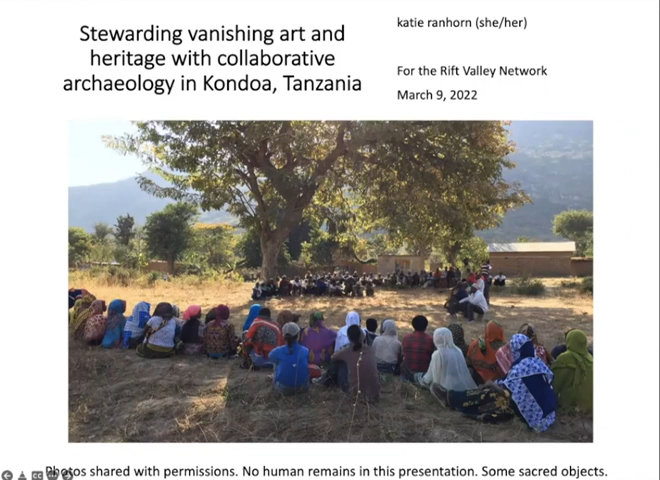 Stewarding vanishing art and
heritage with collaborative
archaeology in Kondoa, Tanzania
katie ranhorn (she/her)
For the Rift Valley Network
March 9, 2022
Photos shared with permissions. No human remains in this presentation. Some sacred objects.